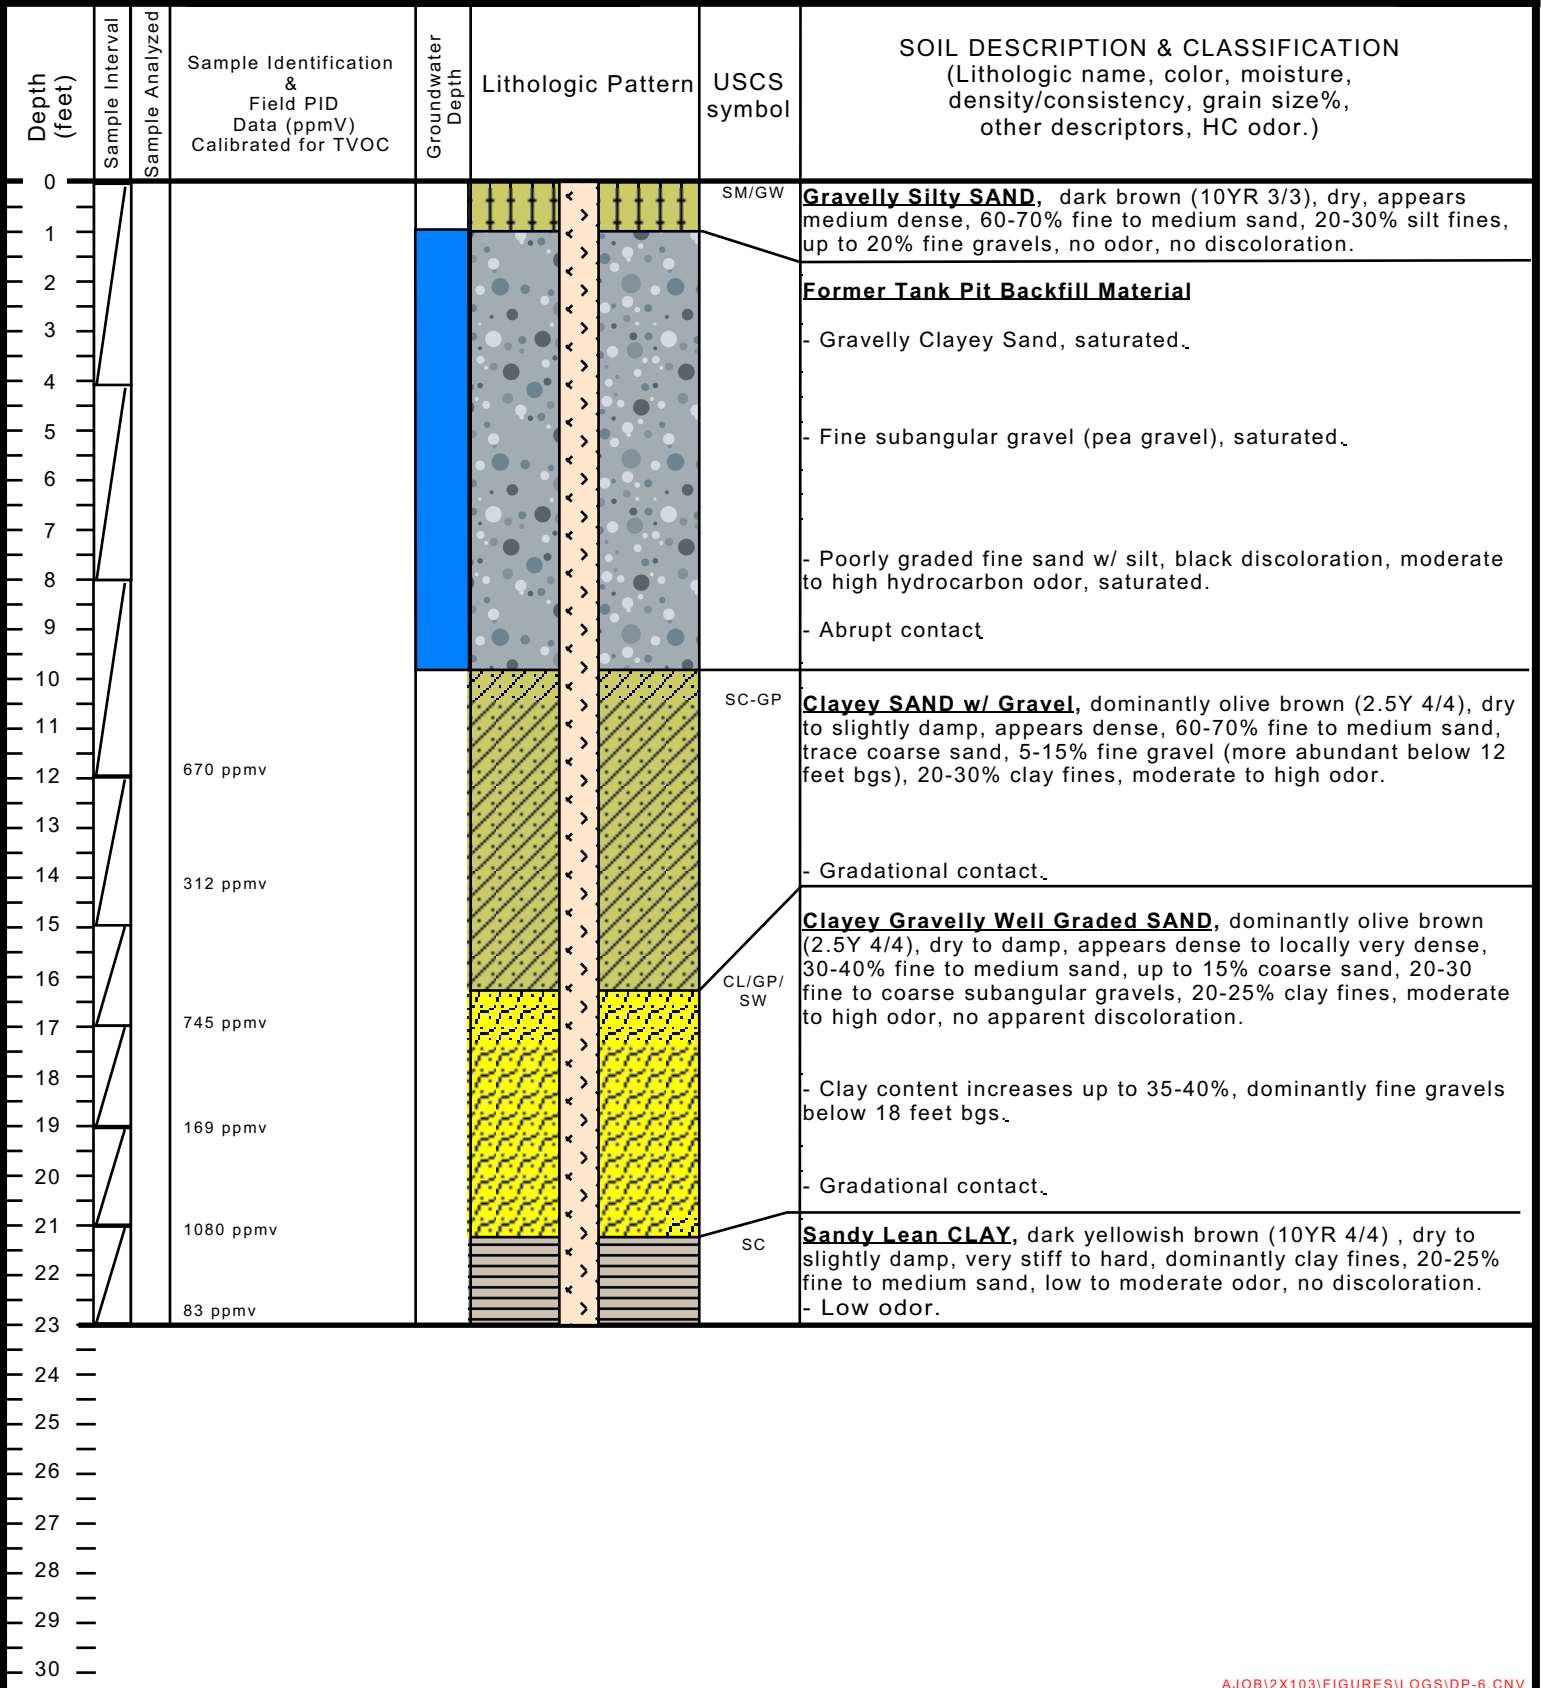 Depth
(feet)
Sample Interval
Sample Analyzed
Sample Identification
&
Field PID
Data (ppmV)
Calibrated for TVOC
Groundwater
Depth
Lithologic Pattern
USCS
symbol
SOIL DESCRIPTION & CLASSIFICATION
(Lithologic name, color, moisture,
density/consistency, grain size%,
other descriptors, HC odor.)
0
1
2
3
4
5
6
7
8
9
10
11
12
13
14
15
16
17
18
19
20
21
22
23
24
25
26
27
28
29
30
670 ppmv
312 ppmv
745 ppmv
169 ppmv
1080 ppmv
83 ppmv
SM/GW
SC-GP
CL/GP/
SW
SC
Gravelly Silty SAND, dark brown (10YR 3/3), dry, appears
medium dense, 60-70% fine to medium sand, 20-30% silt fines,
up to 20% fine gravels, no odor, no discoloration.
Former Tank Pit Backfill Material
- Gravelly Clayey Sand, saturated.
- Fine subangular gravel (pea gravel), saturated.
- Poorly graded fine sand w/ silt, black discoloration, moderate
to high hydrocarbon odor, saturated.
- Abrupt contact
Clayey SAND w/ Gravel, dominantly olive brown (2.5Y 4/4), dry
to slightly damp, appears dense, 60-70% fine to medium sand,
trace coarse sand, 5-15% fine gravel (more abundant below 12
feet bgs), 20-30% clay fines, moderate to high odor.
- Gradational contact.
Clayey Gravelly Well Graded SAND, dominantly olive brown
(2.5Y 4/4), dry to damp, appears dense to locally very dense,
30-40% fine to medium sand, up to 15% coarse sand, 20-30
fine to coarse subangular gravels, 20-25% clay fines, moderate
to high odor, no apparent discoloration.
- Clay content increases up to 35-40%, dominantly fine gravels
below 18 feet bgs.
- Gradational contact.
Sandy Lean CLAY, dark yellowish brown (10YR 4/4) , dry to
slightly damp, very stiff to hard, dominantly clay fines, 20-25%
fine to medium sand, low to moderate odor, no discoloration.
- Low odor.
AJOB\2X103\FIGURES\LOGS\DP-6.CNV